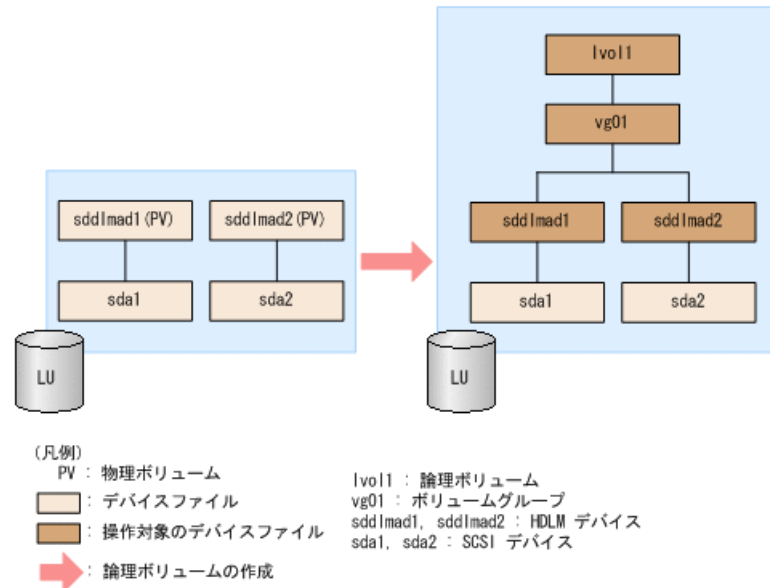 lvol1
vg01
sddlmad1(PV)
sddlmad2(PV)
sda1
sda2
LU
sddlmad1
sddlmad2
sda1
sda2
LU
(凡例)
PV : 物理ボリューム
: デバイスファイル
: 操作対象のデバイスファイル
: 論理ボリュームの作成
lvol1 : 論理ボリューム
vg01 : ボリュームグループ
sddlmad1, sddlmad2 : HDLM デバイス
sda1, sda2 : SCSI デバイス